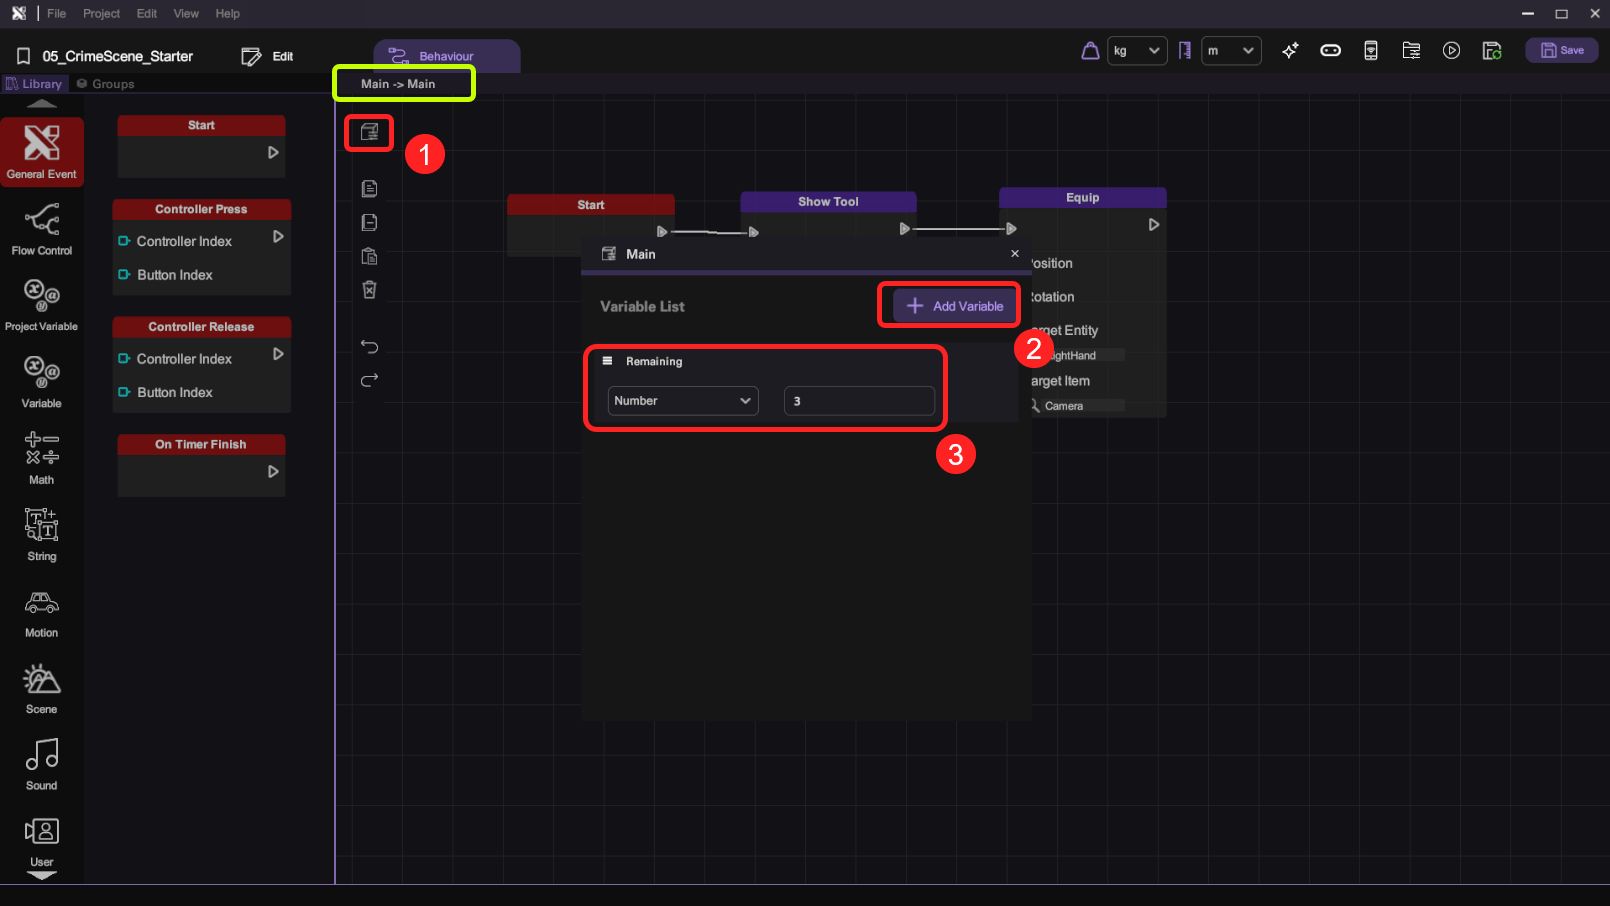 File Project Edit View Help
05_CrimeScene_Starter Edit Behaviour kg m Save
Library Groups Main -> Main
General Event
Flow Control
Project Variable
Variable
Math
String
Motion
Scene
Sound
User
Start
Controller Press
Controller Index
Button Index
Controller Release
Controller Index
Button Index
On Timer Finish
1
Start
Show Tool
Equip
osition
otation
arget Entity
ightHand
arget Item
Camera
Main
Variable List
Add Variable
2
Remaining
Number 3
3